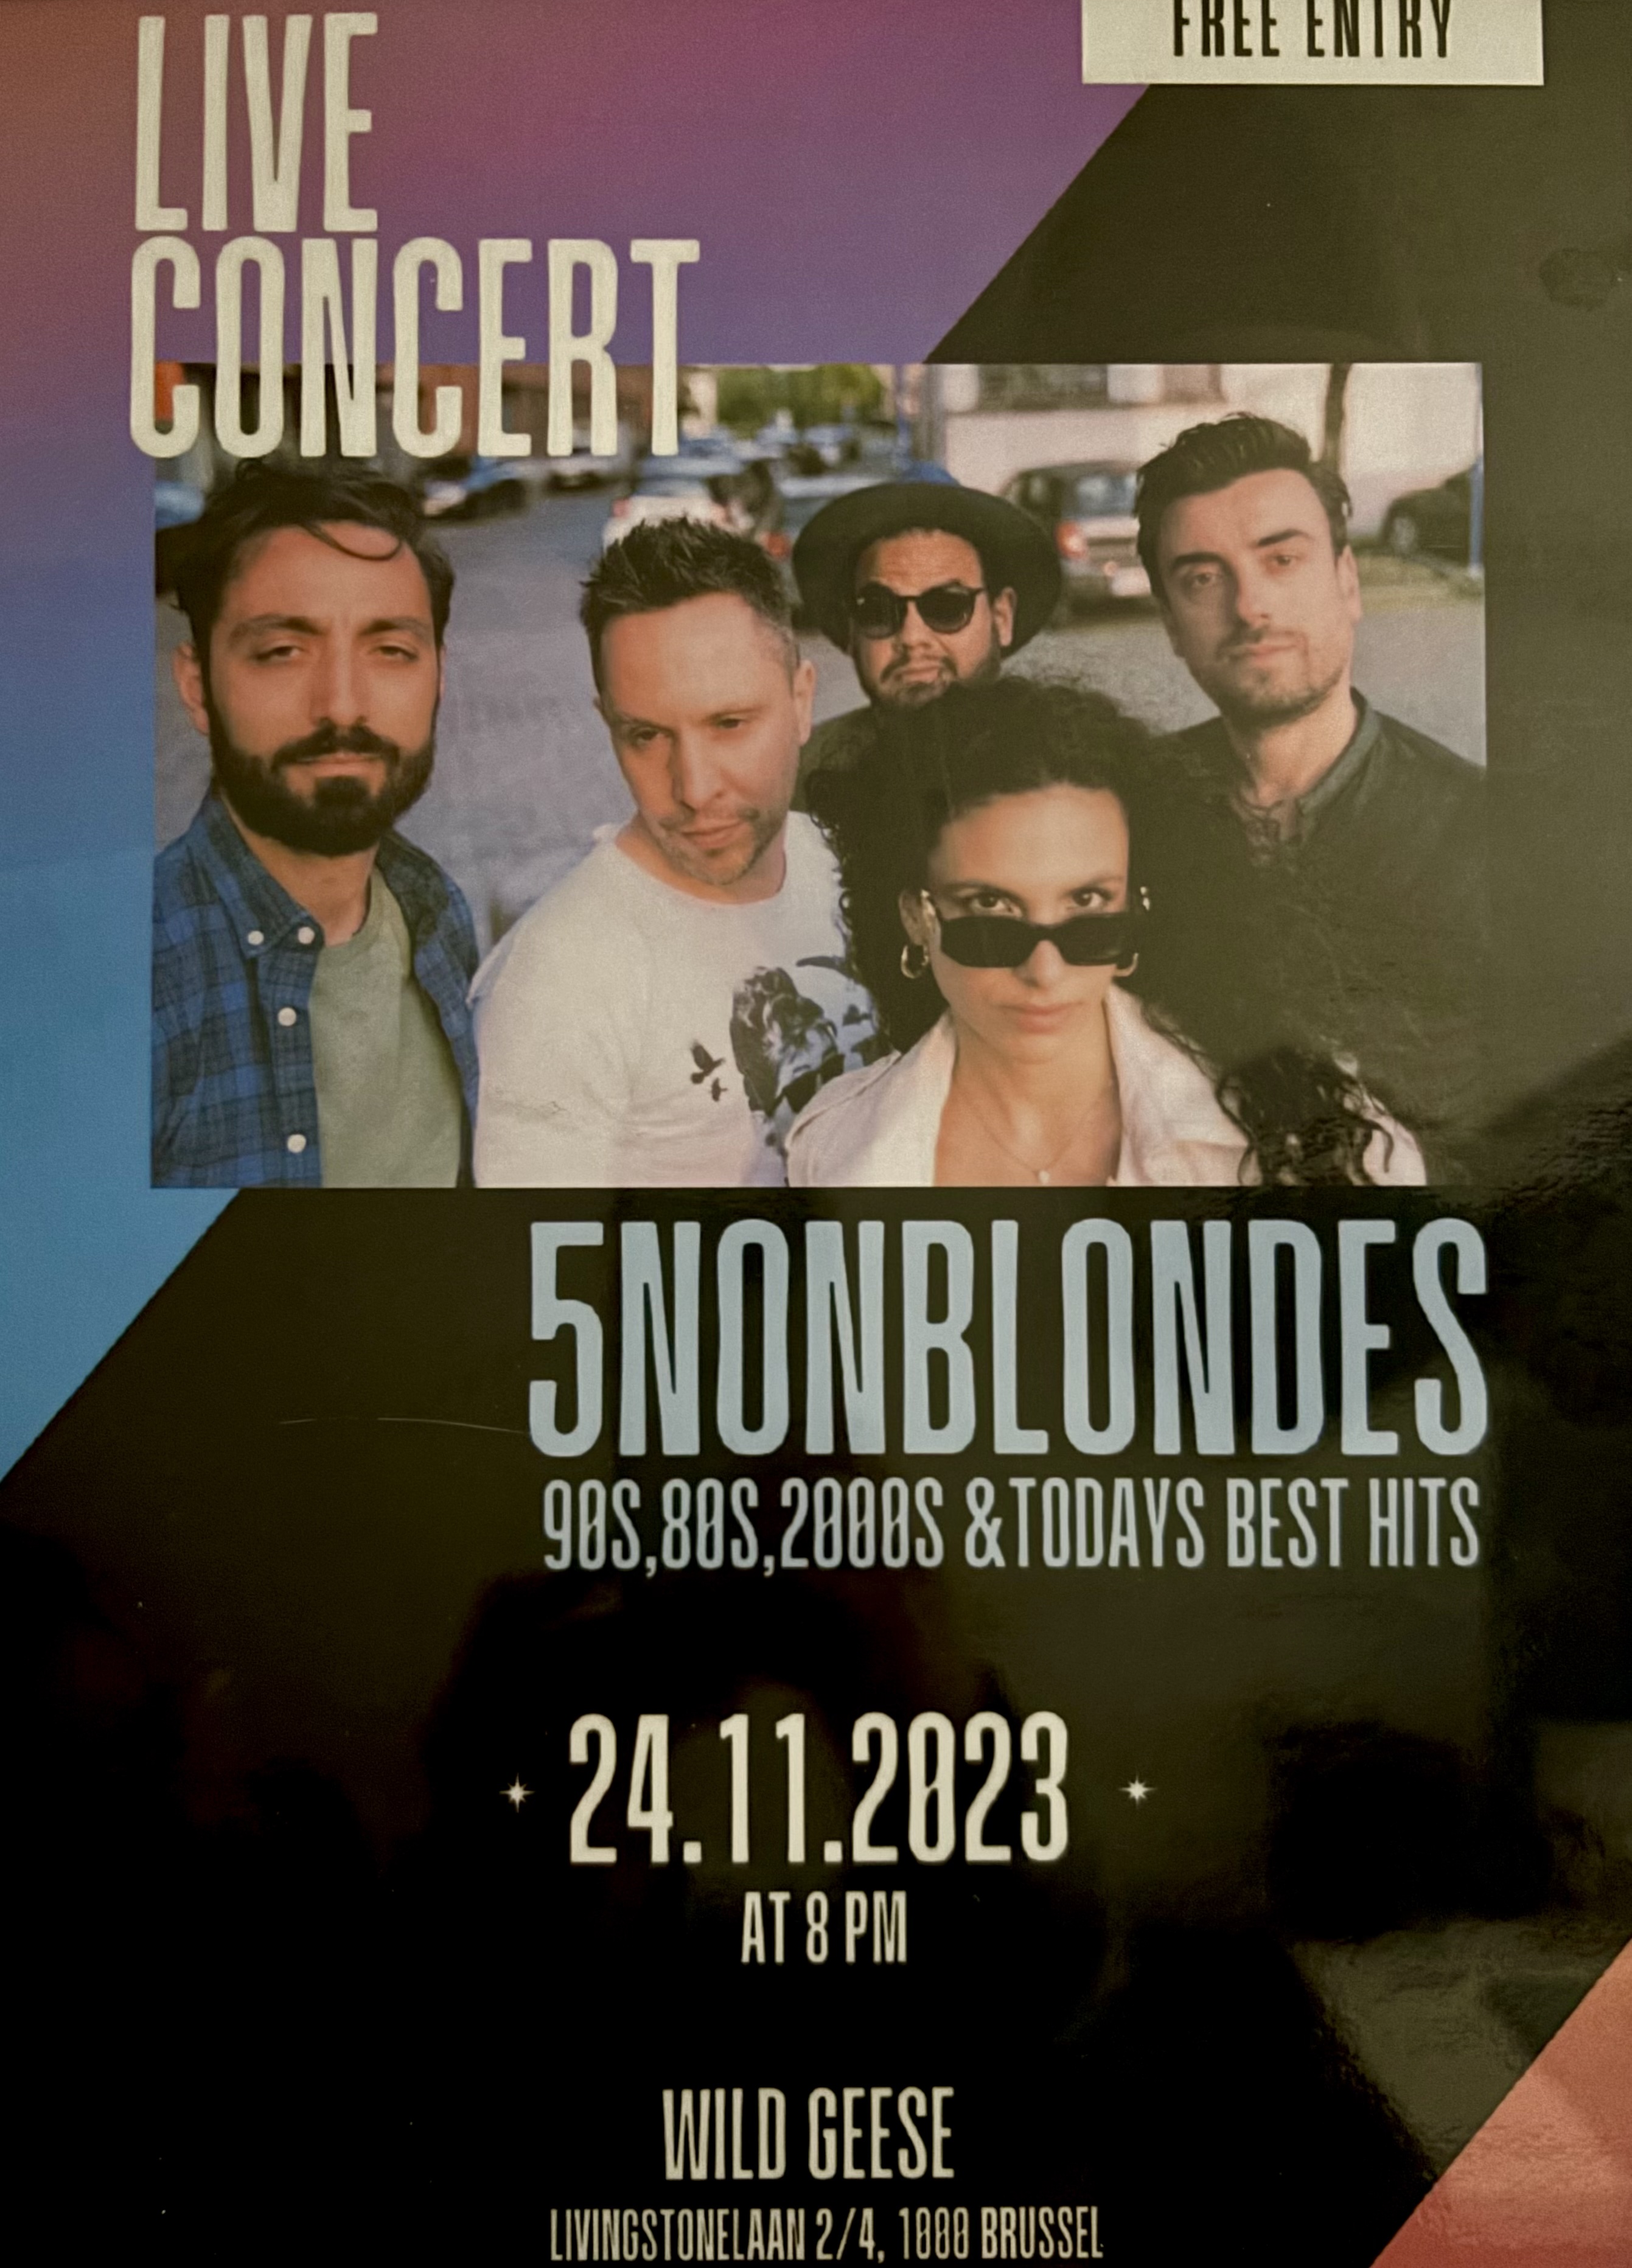 FREE ENTRY
LIVE
CONCERT
5NONBLONDES
90S,80S,2000S &TODAYS BEST HITS
24.11.2023
AT 8 PM
WILD GEESE
LIVINGSTONELAAN 2/4, 1000 BRUSSEL